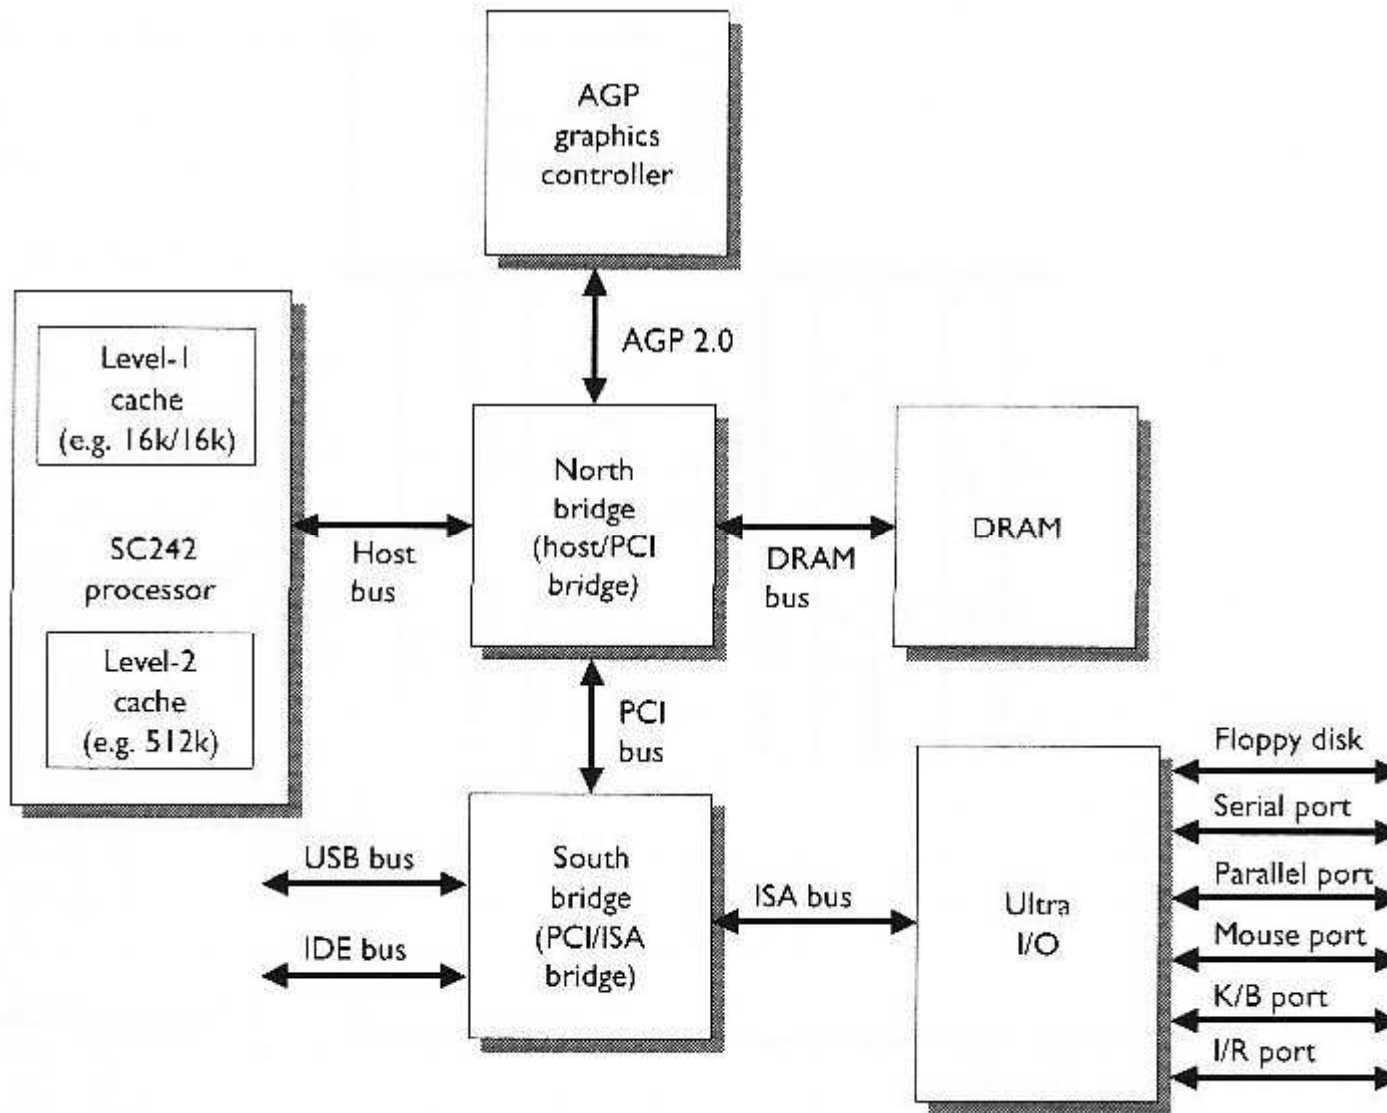 AGP
graphics
controller
AGP 2.0
Level-1
cache
(e.g. 16k/16k)
SC242
processor
Level-2
cache
(e.g. 512k)
Host
bus
North
bridge
(host/PCI
bridge)
DRAM
bus
DRAM
PCI
bus
USB bus
IDE bus
South
bridge
(PCI/ISA
bridge)
ISA bus
Ultra
I/O
Floppy disk
Serial port
Parallel port
Mouse port
K/B port
I/R port